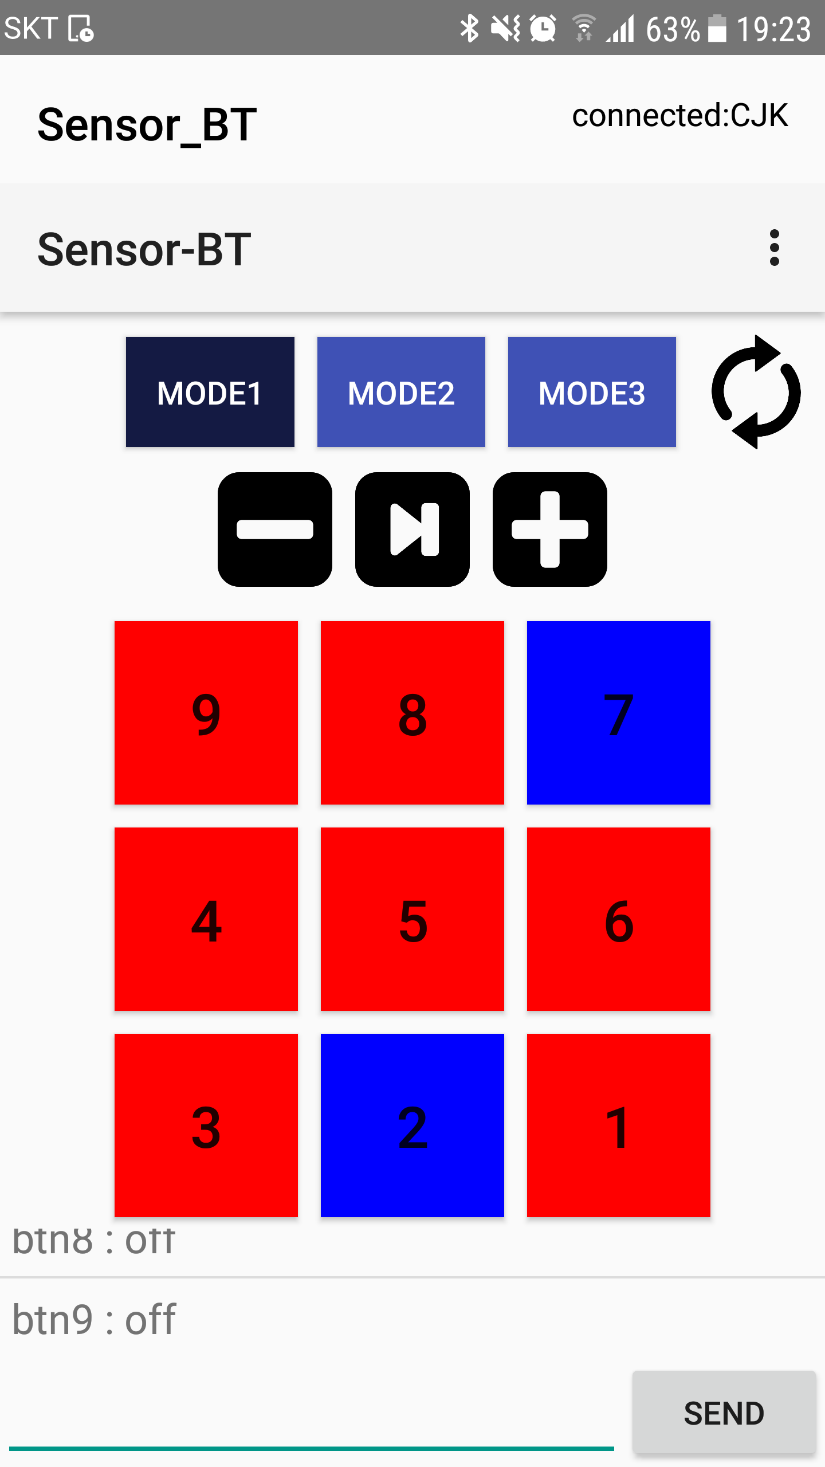 SKT 63% 19:23
Sensor_BT connected:CJK
Sensor-BT
MODE1 MODE2 MODE3
9 8 7
4 5 6
3 2 1
btn8 : off
btn9 : off
SEND